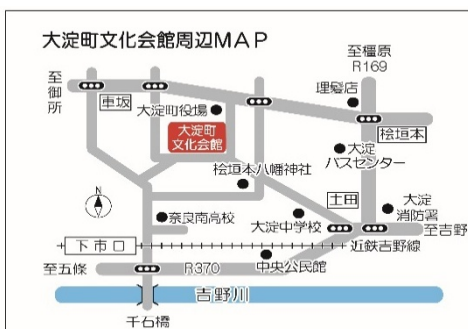 大淀町文化会館周辺MAP
至御所
車坂
大淀町役場
大淀町
文化会館
理髪店
至橿原
R169
桧垣本
大淀
バスセンター
桧垣本八幡神社
N
奈良南高校
大淀中学校
土田
大淀
消防署
至吉野
下市口
近鉄吉野線
至五條
R370
中央公民館
吉野川
千石橋